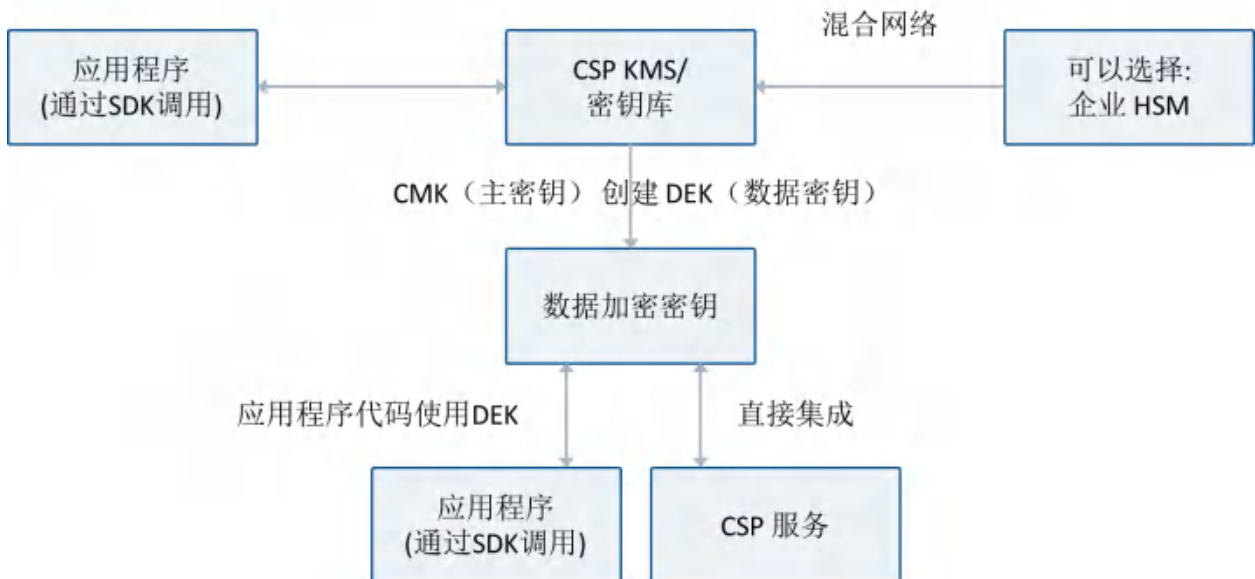 混合网络
应用程序
(通过SDK调用)
CSP KMS/
密钥库
可以选择:
企业 HSM
CMK（主密钥）创建 DEK（数据密钥）
数据加密密钥
应用程序代码使用DEK
直接集成
应用程序
(通过SDK调用)
CSP 服务